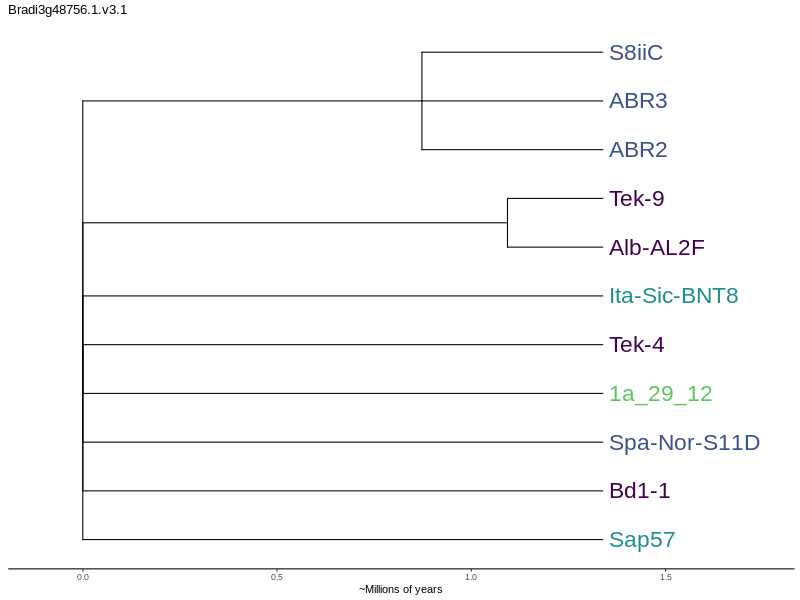 Bradi3g48756.1.v3.1
S8iiC
ABR3
ABR2
Tek-9
Alb-AL2F
Ita-Sic-BNT8
Tek-4
1a_29_12
Spa-Nor-S11D
Bd1-1
Sap57
0.0 0.5 1.0 1.5
~Millions of years